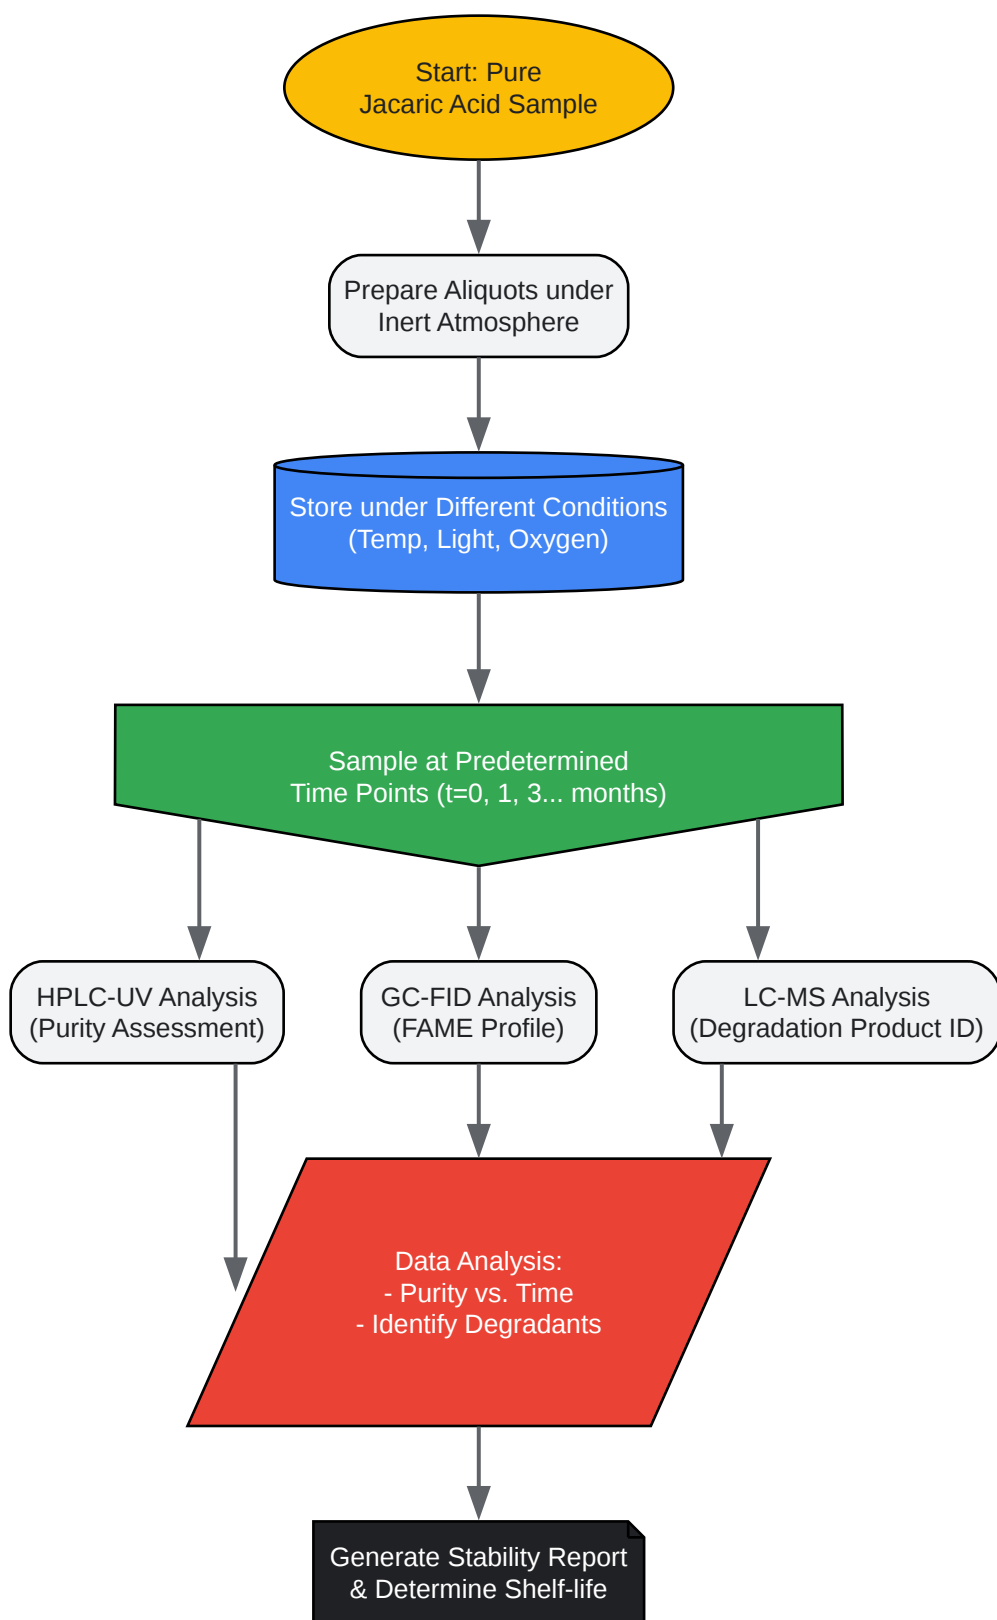 Start: Pure
Jacaric Acid Sample
Prepare Aliquots under
Inert Atmosphere
Store under Different Conditions
(Temp, Light, Oxygen)
Sample at Predetermined
Time Points (t=0, 1, 3... months)
HPLC-UV Analysis
(Purity Assessment)
GC-FID Analysis
(FAME Profile)
LC-MS Analysis
(Degradation Product ID)
Data Analysis:
- Purity vs. Time
- Identify Degradants
Generate Stability Report
& Determine Shelf-life